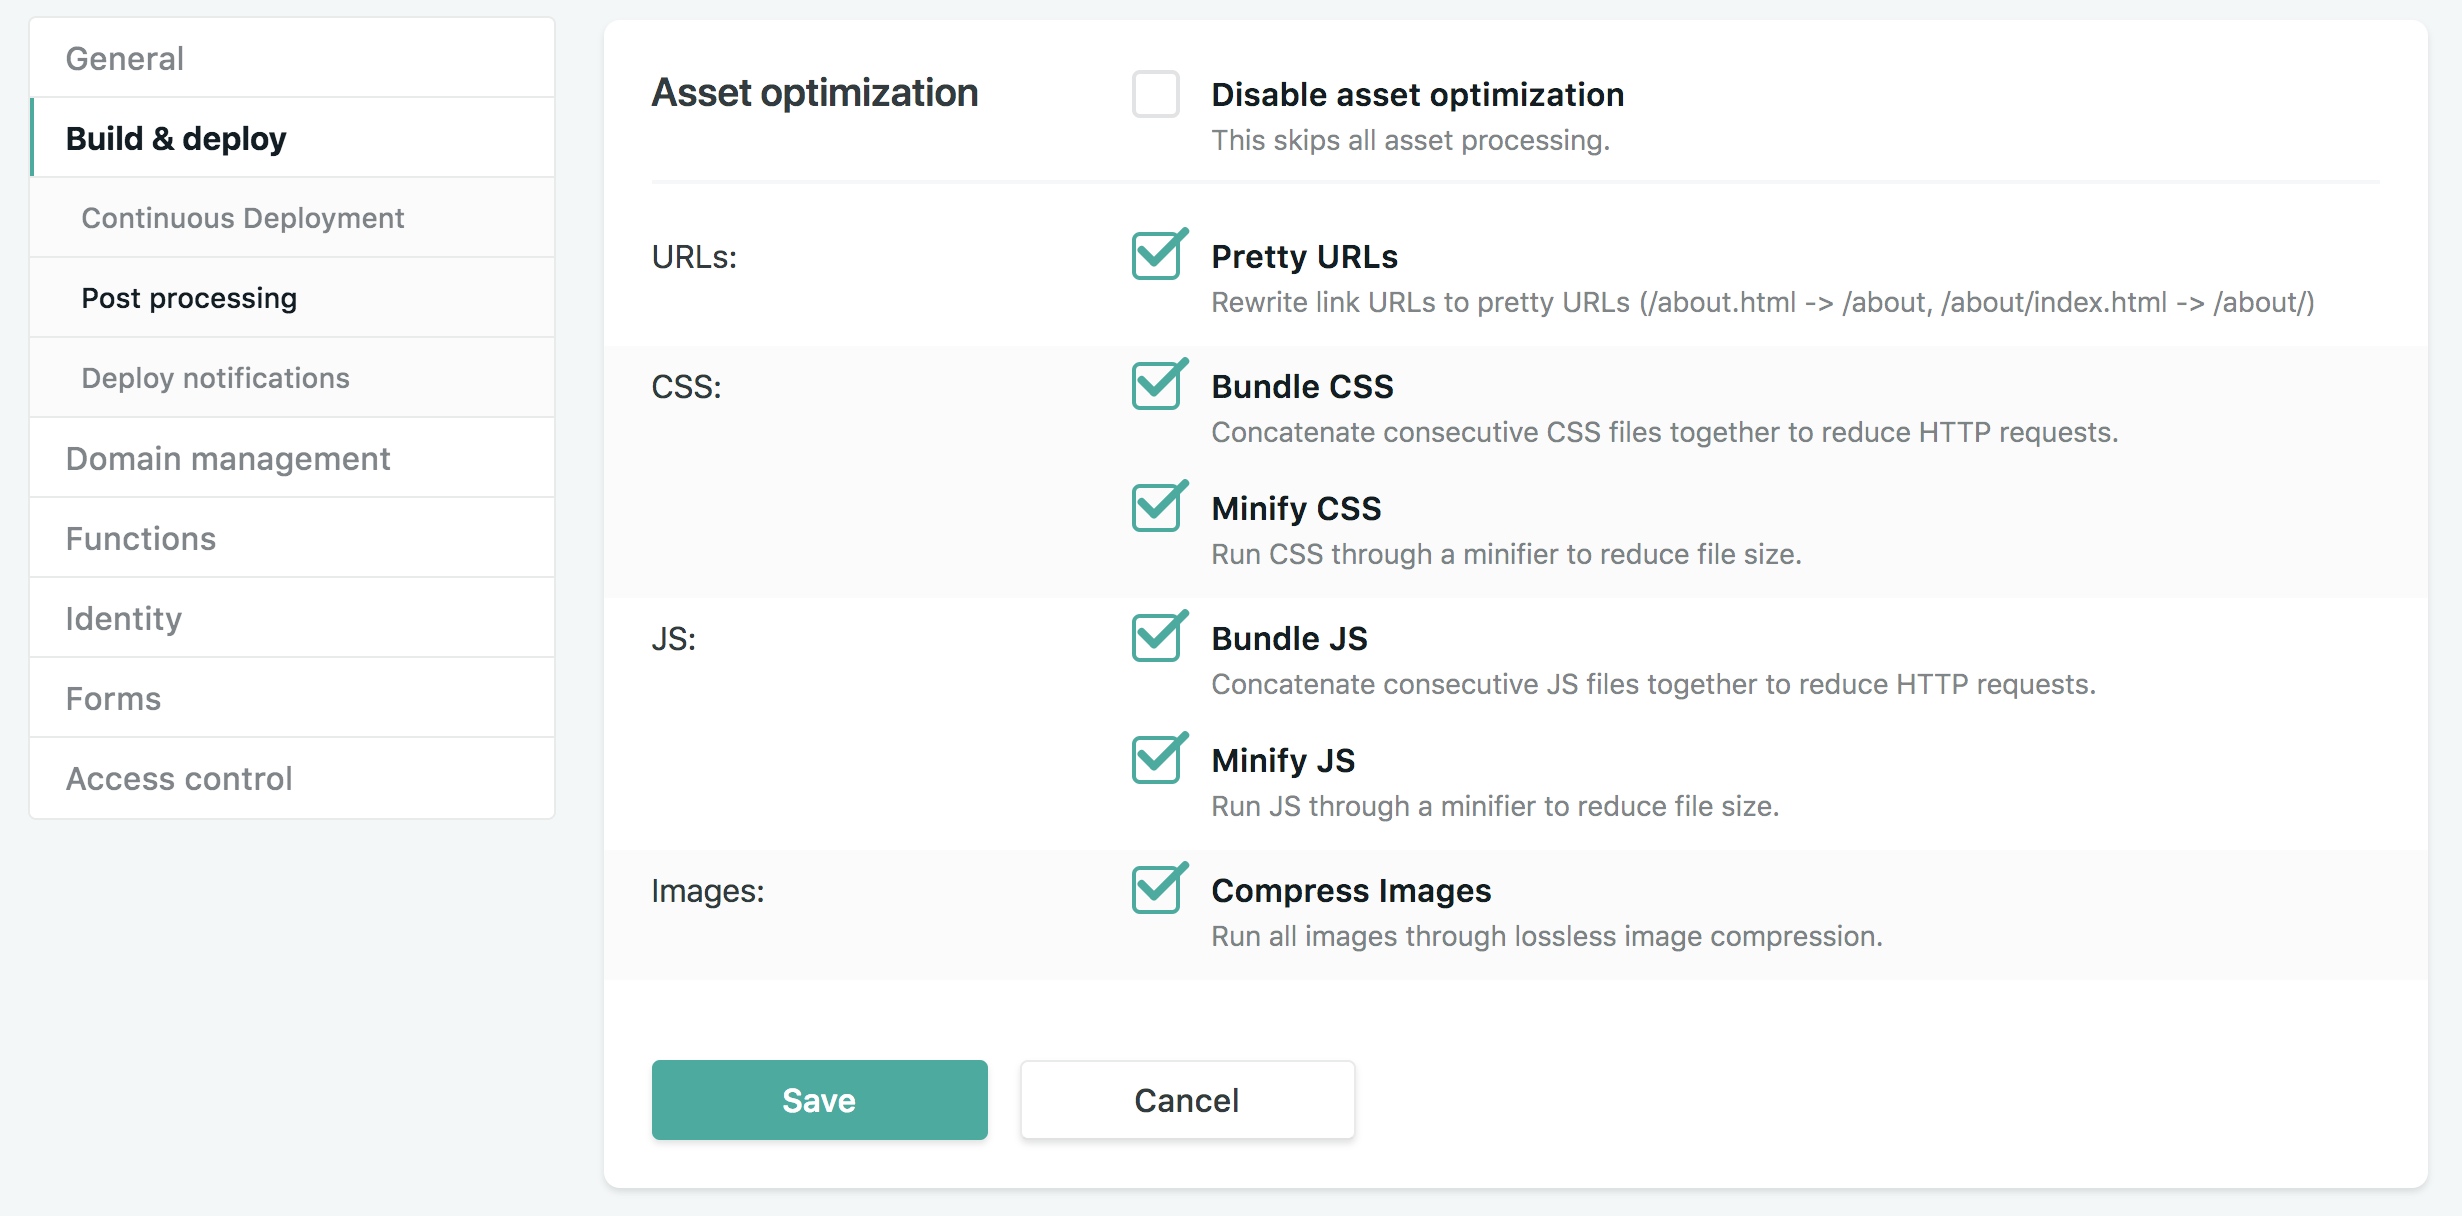 General
Build & deploy
Continuous Deployment
Post processing
Deploy notifications
Domain management
Functions
Identity
Forms
Access control
Asset optimization
Disable asset optimization
This skips all asset processing.
URLs:
Pretty URLs
Rewrite link URLs to pretty URLs (/about.html -> /about, /about/index.html -> /about/)
CSS:
Bundle CSS
Concatenate consecutive CSS files together to reduce HTTP requests.
Minify CSS
Run CSS through a minifier to reduce file size.
JS:
Bundle JS
Concatenate consecutive JS files together to reduce HTTP requests.
Minify JS
Run JS through a minifier to reduce file size.
Images:
Compress Images
Run all images through lossless image compression.
Save
Cancel